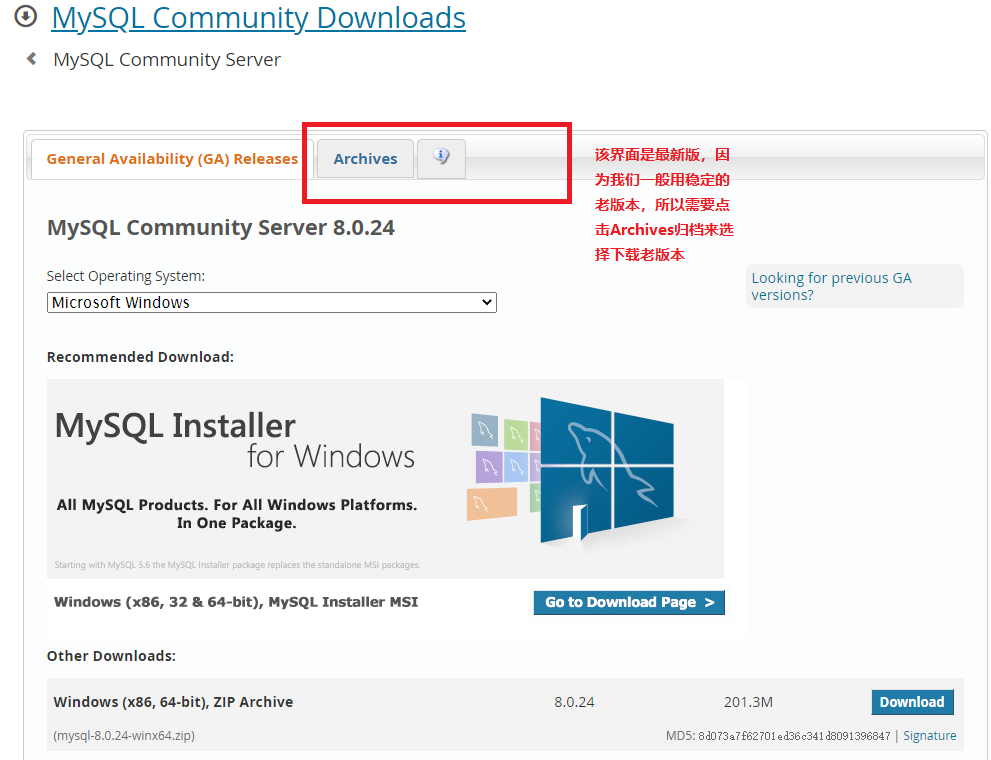 MySQL Community Downloads
MySQL Community Server
General Availability (GA) Releases
Archives
该界面是最新版，因
为我们一般用稳定的
老版本，所以需要点
击Archives归档来选
择下载老版本
MySQL Community Server 8.0.24
Select Operating System:
Microsoft Windows
Looking for previous GA
versions?
Recommended Download:
MySQL Installer
for Windows
All MySQL Products. For All Windows Platforms.
In One Package.
Starting with MySQL 5.6 the MySQL Installer package replaces the standalone MSI packages.
Windows (x86, 32 & 64-bit), MySQL Installer MSI
Go to Download Page >
Other Downloads:
Windows (x86, 64-bit), ZIP Archive 8.0.24 201.3M Download
(mysql-8.0.24-winx64.zip) MD5: 8d073a7f62701ed36c341d8091396847 | Signature